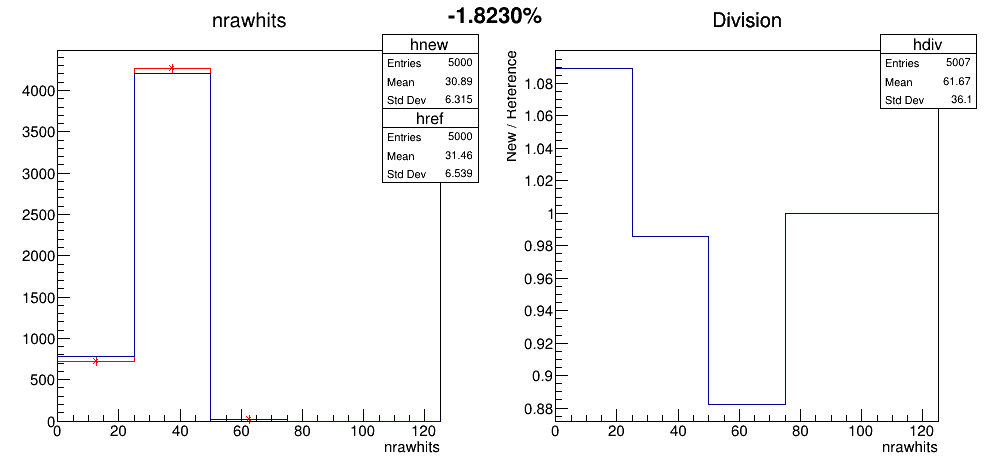 -1.8230%
nrawhits
hnew
Entries 5000
Mean 30.89
Std Dev 6.315
href
Entries 5000
Mean 31.46
Std Dev 6.539
4000
3500
3000
2500
2000
1500
1000
500
0
0 20 40 60 80 100 120
nrawhits
Division
hdiv
Entries 5007
Mean 61.67
Std Dev 36.1
New / Reference
1.08
1.06
1.04
1.02
1
0.98
0.96
0.94
0.92
0.9
0.88
0 20 40 60 80 100 120
nrawhits